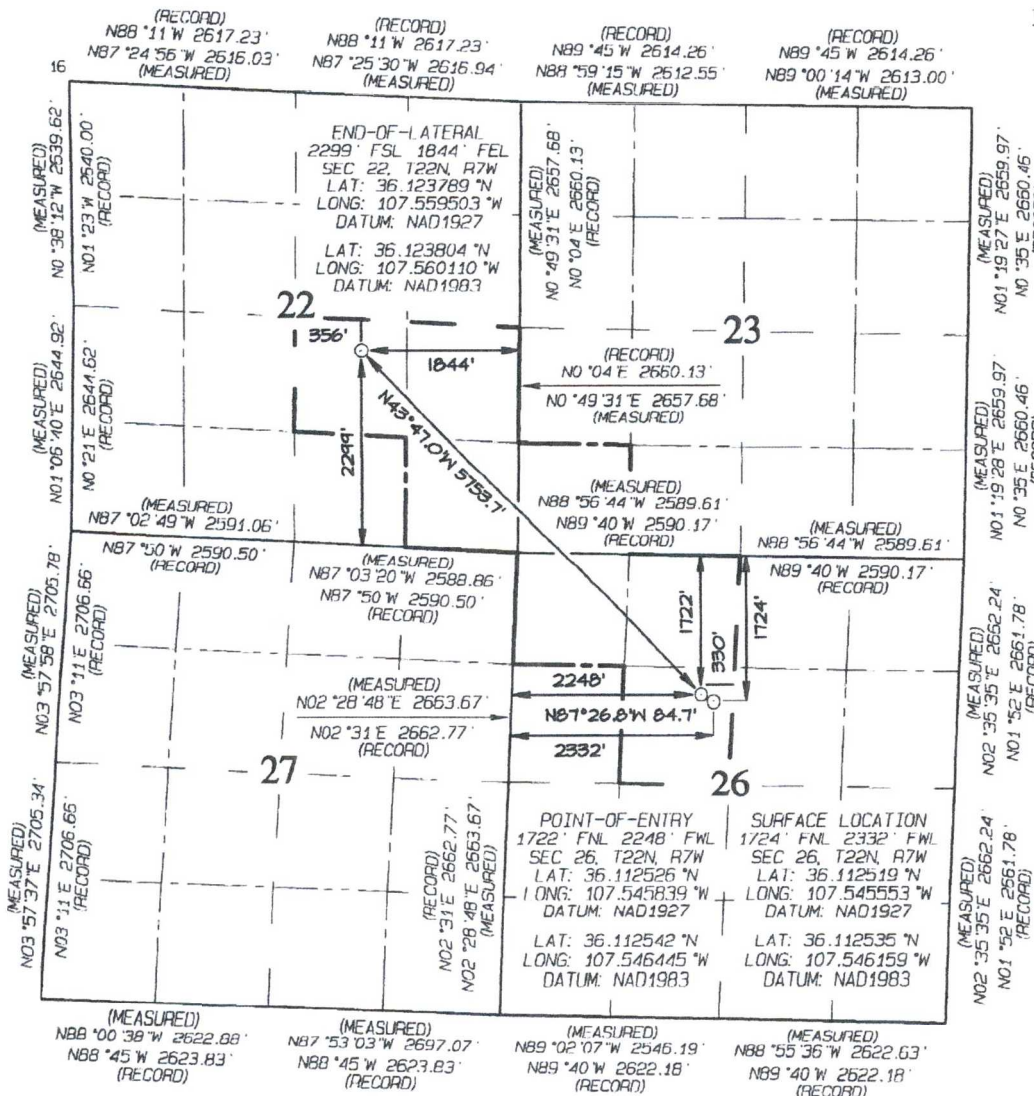 (RECORD)
N88°11'W 2617.23'
N87°24'56"W 2616.03'
(MEASURED)
(RECORD)
N88°11'W 2617.23'
N87°25'30"W 2616.94'
(MEASURED)
(RECORD)
N89°45'W 2614.26'
N88°59'15"W 2612.55'
(MEASURED)
(RECORD)
N89°45'W 2614.26'
N89°00'14"W 2613.00'
(MEASURED)
16
(MEASURED)
N0°38'12"W 2639.62'
N01°23'W 2640.00'
(RECORD)
END-OF-LATERAL
2299' FSL 1844' FEL
SEC 22, T22N, R7W
LAT: 36.123789°N
LONG: 107.559503°W
DATUM: NAD1927
LAT: 36.123804°N
LONG: 107.560110°W
DATUM: NAD1983
(MEASURED)
N0°49'31"E 2657.68'
N0°04'E 2660.13'
(RECORD)
(MEASURED)
N01°19'27"E 2659.97'
N0°35'E 2660.46'
22
23
356'
1844'
2299'
(RECORD)
N0°04'E 2660.13'
N0°49'31"E 2657.68'
(MEASURED)
N43°47.0'W 5758.7'
(MEASURED)
N01°06'40"E 2644.92'
N0°21'E 2644.62'
(RECORD)
(MEASURED)
N01°19'28"E 2659.97'
N0°35'E 2660.46'
(RECORD)
(MEASURED)
N87°02'49"W 2591.06'
N87°50'W 2590.50'
(RECORD)
(MEASURED)
N87°03'20"W 2588.86'
N87°50'W 2590.50'
(RECORD)
(MEASURED)
N88°56'44"W 2589.61'
N89°40'W 2590.17'
(RECORD)
(MEASURED)
N88°56'44"W 2589.61'
N89°40'W 2590.17'
(RECORD)
(MEASURED)
N03°57'58"E 2705.78'
N03°11'E 2706.66'
(RECORD)
1722'
330'
1724'
(MEASURED)
N02°35'35"E 2662.24'
N01°52'E 2661.78'
(RECORD)
(MEASURED)
N02°28'48"E 2663.67'
N02°31'E 2662.77'
(RECORD)
2248'
N87°26.8'W 84.7'
2332'
27
26
(MEASURED)
N03°57'37"E 2705.34'
N03°11'E 2706.66'
(RECORD)
(RECORD)
N02°31'E 2662.77'
N02°28'48"E 2663.67'
(MEASURED)
POINT-OF-ENTRY
1722' FNL 2248' FWL
SEC 26, T22N, R7W
LAT: 36.112526°N
LONG: 107.545839°W
DATUM: NAD1927
LAT: 36.112542°N
LONG: 107.546445°W
DATUM: NAD1983
SURFACE LOCATION
1724' FNL 2332' FWL
SEC 26, T22N, R7W
LAT: 36.112519°N
LONG: 107.545553°W
DATUM: NAD1927
LAT: 36.112535°N
LONG: 107.546159°W
DATUM: NAD1983
(MEASURED)
N02°35'35"E 2662.24'
N01°52'E 2661.78'
(RECORD)
(MEASURED)
N88°00'38"W 2622.88'
N88°45'W 2623.83'
(RECORD)
(MEASURED)
N87°53'03"W 2697.07'
N88°45'W 2623.83'
(RECORD)
(MEASURED)
N89°02'07"W 2546.19'
N89°40'W 2622.18'
(RECORD)
(MEASURED)
N88°55'36"W 2622.63'
N89°40'W 2622.18'
(RECORD)